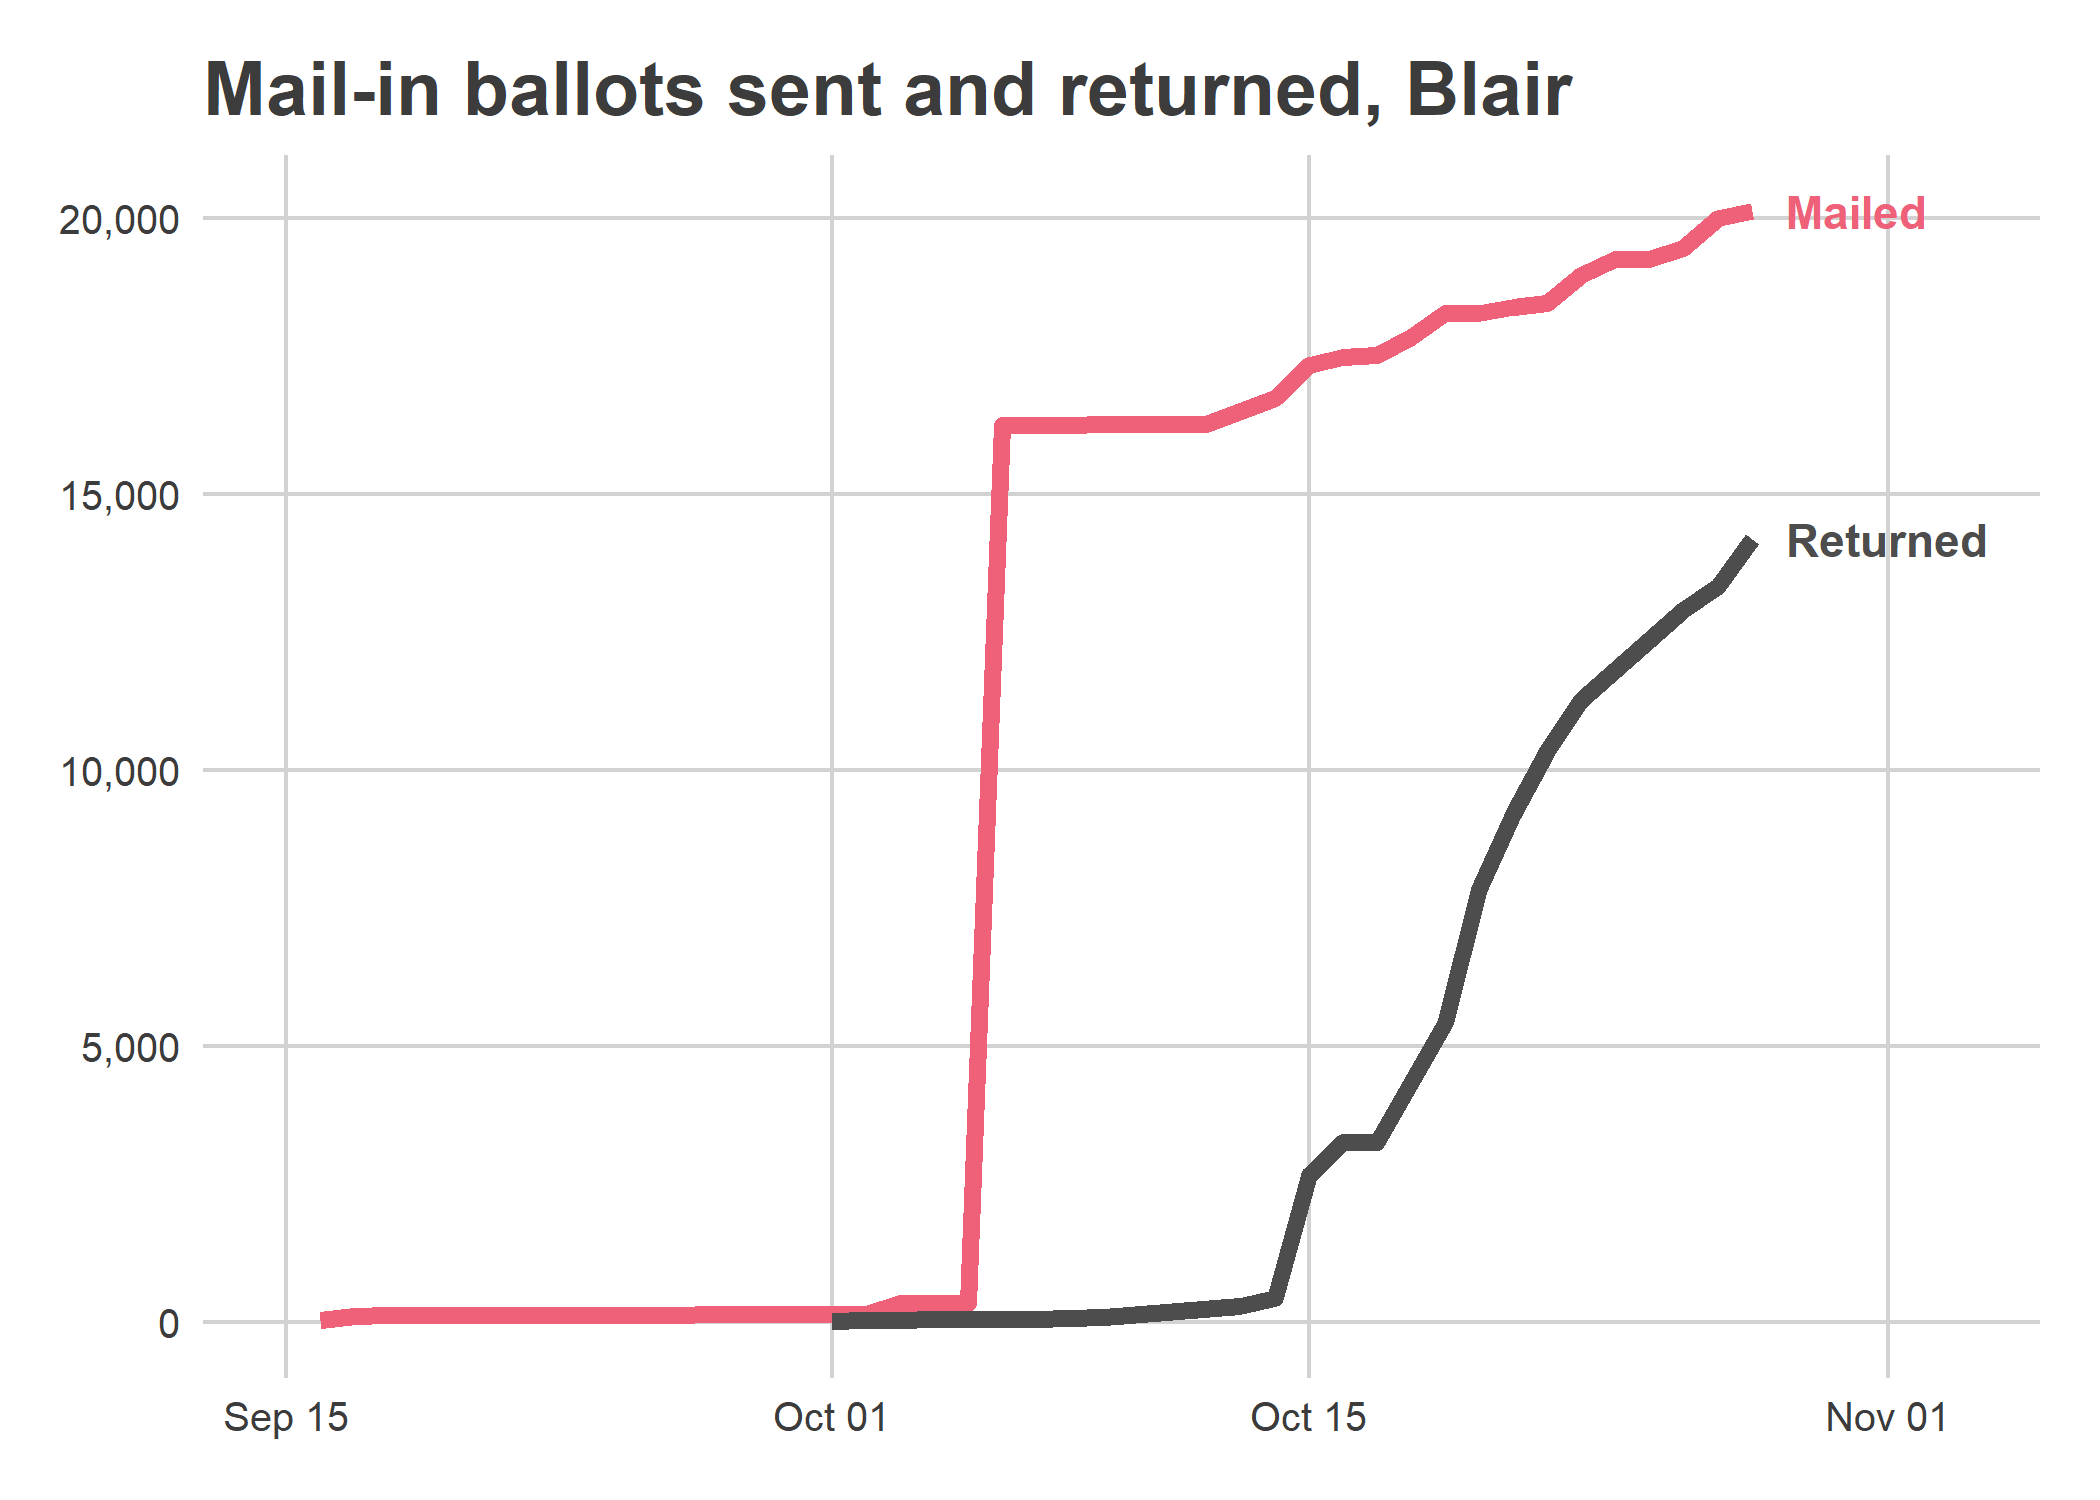 Mail-in ballots sent and returned, Blair
20,000
Mailed
15,000
Returned
10,000
5,000
0
Sep 15
Oct 01
Oct 15
Nov 01